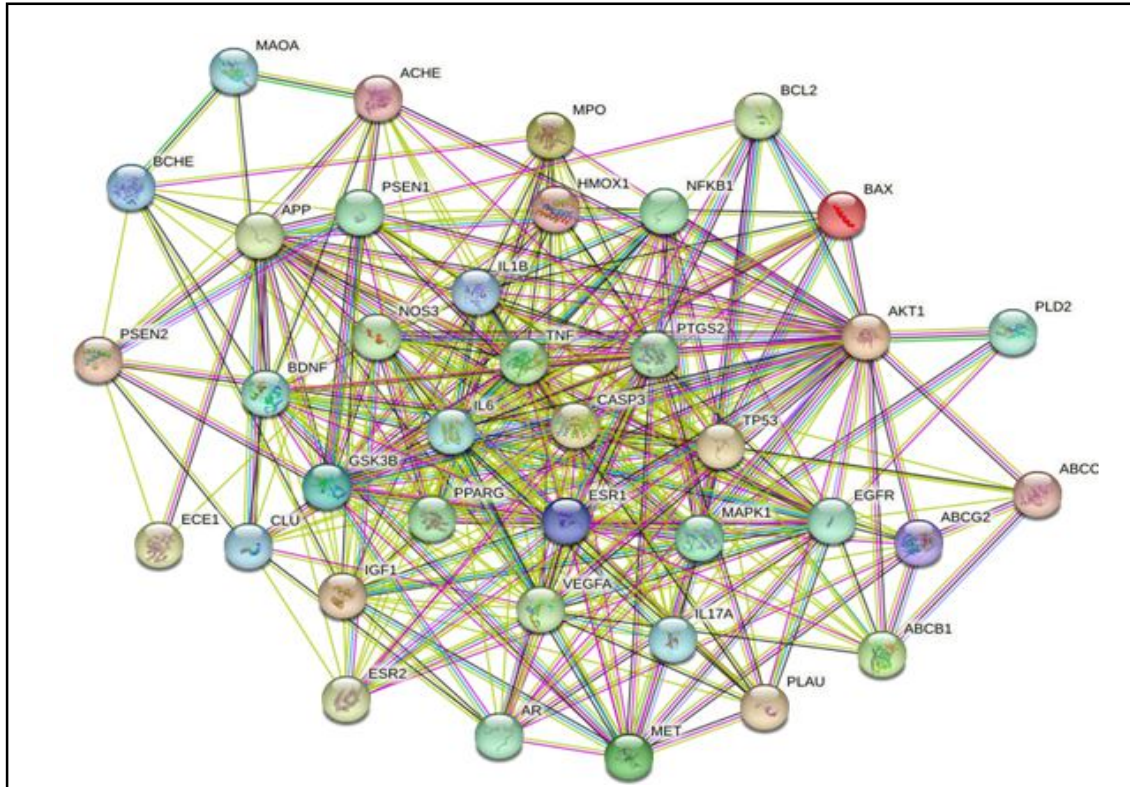 MAOA
ACHE
MPO
BCL2
BCHE
PSEN1
HMOX1
NFKB1
BAX
APP
IL1B
NOS3
TNF
PTGS2
AKT1
PLD2
PSEN2
BDNF
IL6
CASP3
TP53
GSK3B
PPARG
ESR1
MAPK1
EGFR
ABCC
ABCG2
ECE1
CLU
IGF1
VEGFA
IL17A
ABCB1
ESR2
AR
MET
PLAU